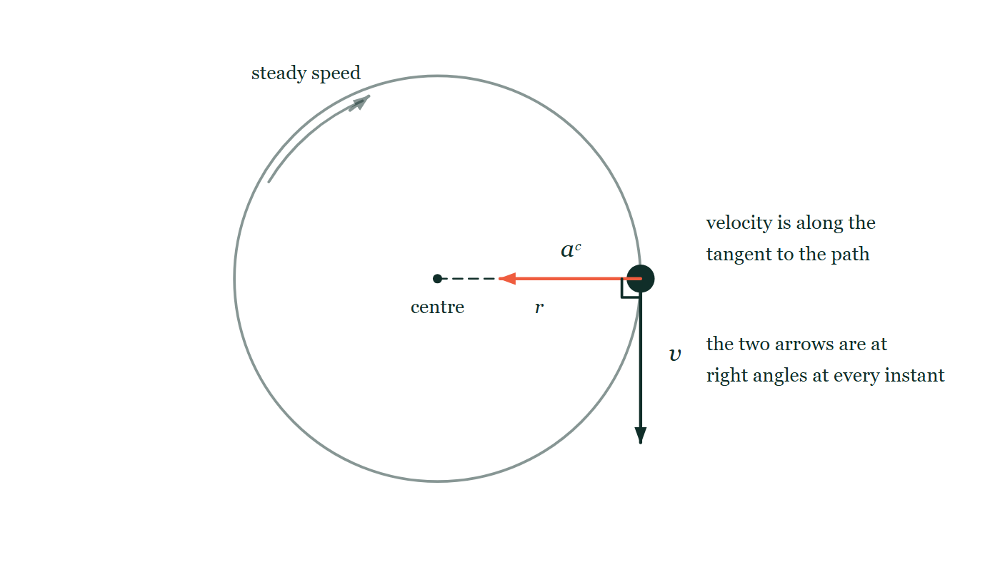 steady speed
velocity is along the
tangent to the path
aᶜ
centre
r
v
the two arrows are at
right angles at every instant